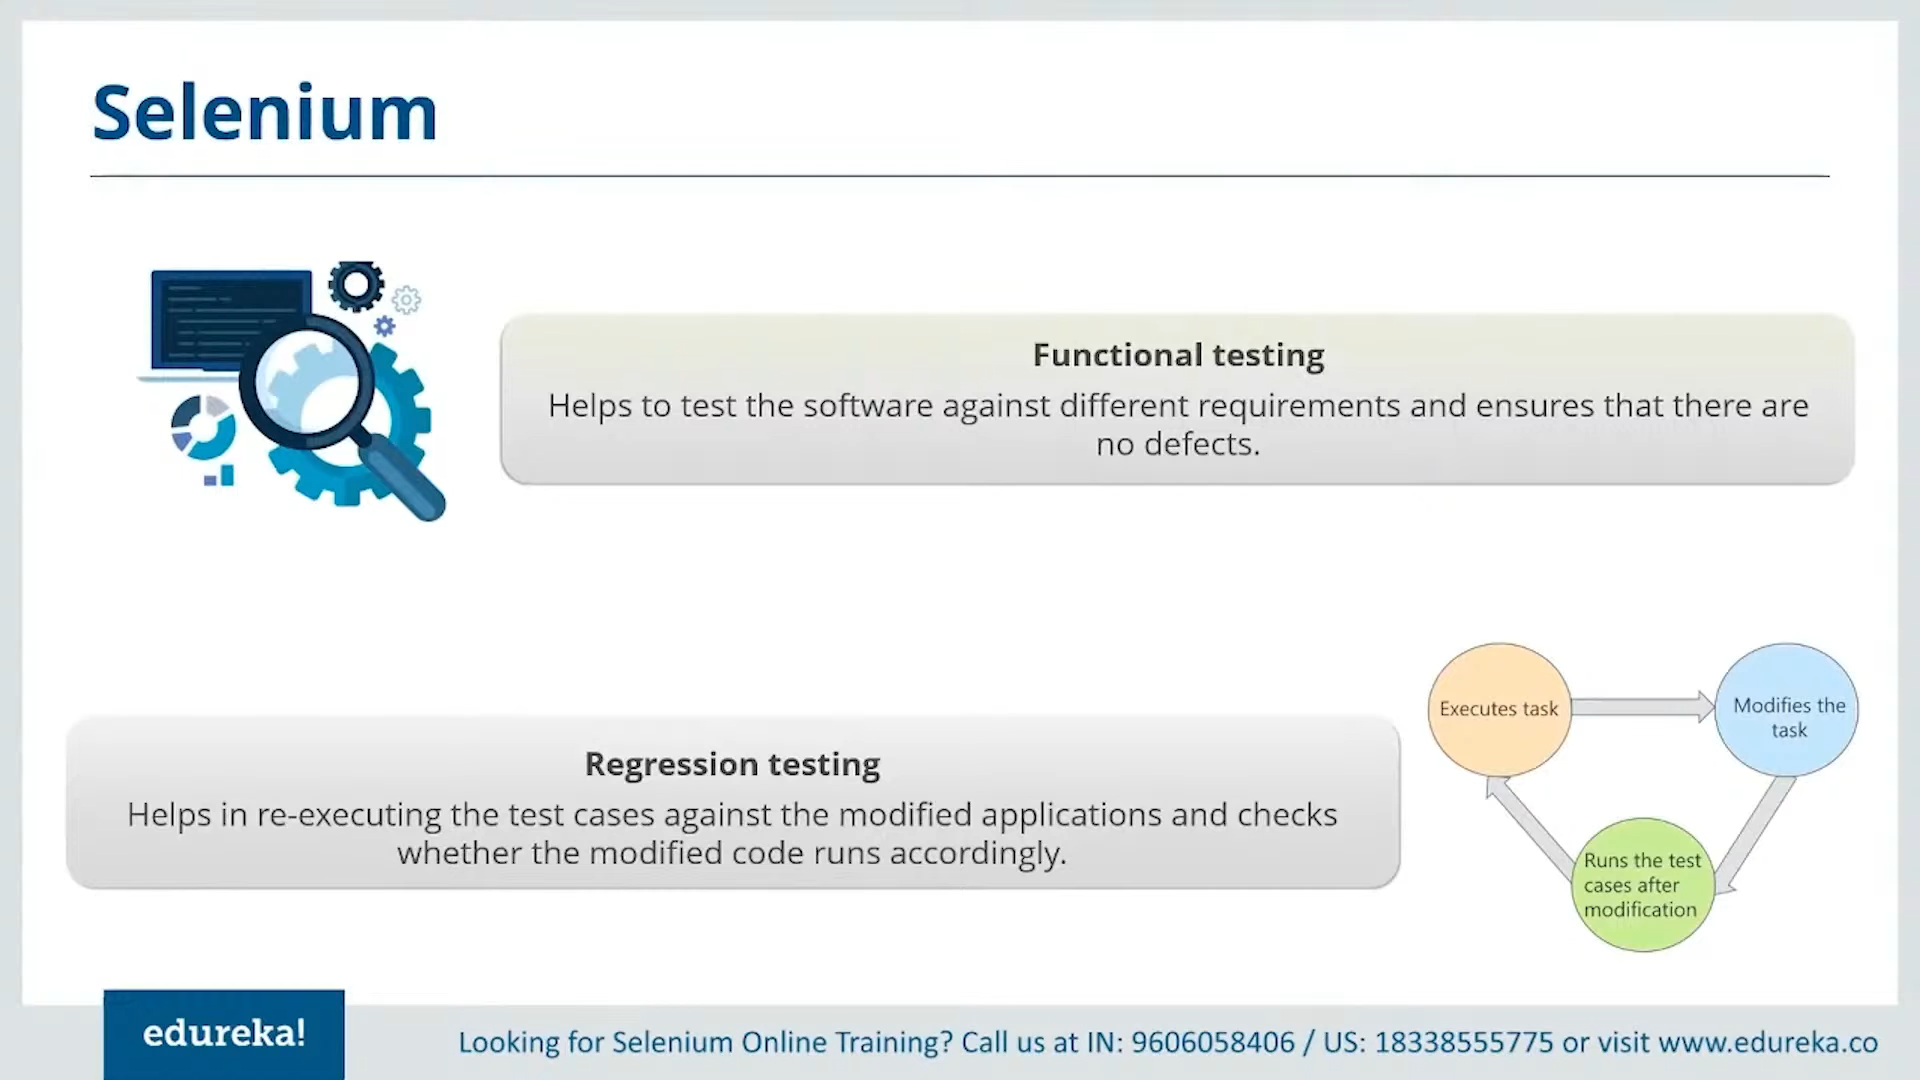 Selenium
Functional testing
Helps to test the software against different requirements and ensures that there are
no defects.
Executes task
Modifies the
task
Regression testing
Helps in re-executing the test cases against the modified applications and checks
whether the modified code runs accordingly.
Runs the test
cases after
modification
edureka!
Looking for Selenium Online Training? Call us at IN: 9606058406 / US: 18338555775 or visit www.edureka.co